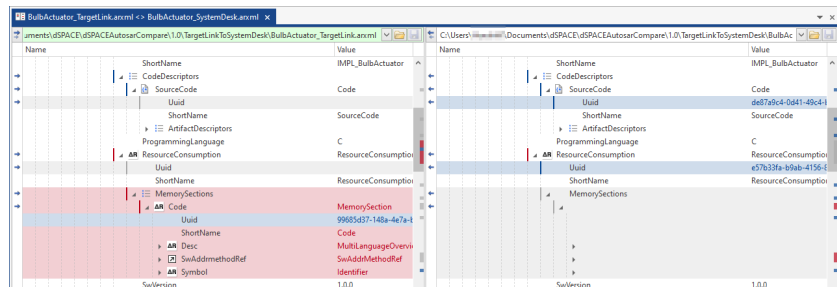 BulbActuator_TargetLink.arxml <> BulbActuator_SystemDesk.arxml
uments\dSPACE\dSPACEAutosarCompare\1.0\TargetLinkToSystemDesk\BulbActuator_TargetLink.arxml
C:\Users\ \Documents\dSPACE\dSPACEAutosarCompare\1.0\TargetLinkToSystemDesk\BulbAc
Name Value
ShortName IMPL_BulbActuator
CodeDescriptors
SourceCode Code
Uuid
ShortName SourceCode
ArtifactDescriptors
ProgrammingLanguage C
ResourceConsumption ResourceConsumption
Uuid
ShortName ResourceConsumption
MemorySections
Code MemorySection
Uuid 99685d37-148a-4e7a-b
ShortName Code
Desc MultiLanguageOvervi
SwAddrmethodRef SwAddrMethodRef
Symbol Identifier
SwVersion 1.0.0
Name Value
ShortName IMPL_BulbActuator
CodeDescriptors
SourceCode Code
Uuid de87a9c4-0d41-49c4-b
ShortName SourceCode
ArtifactDescriptors
ProgrammingLanguage C
ResourceConsumption ResourceConsumption
Uuid e57b33fa-b9ab-4156-8
ShortName ResourceConsumption
MemorySections
SwVersion 1.0.0